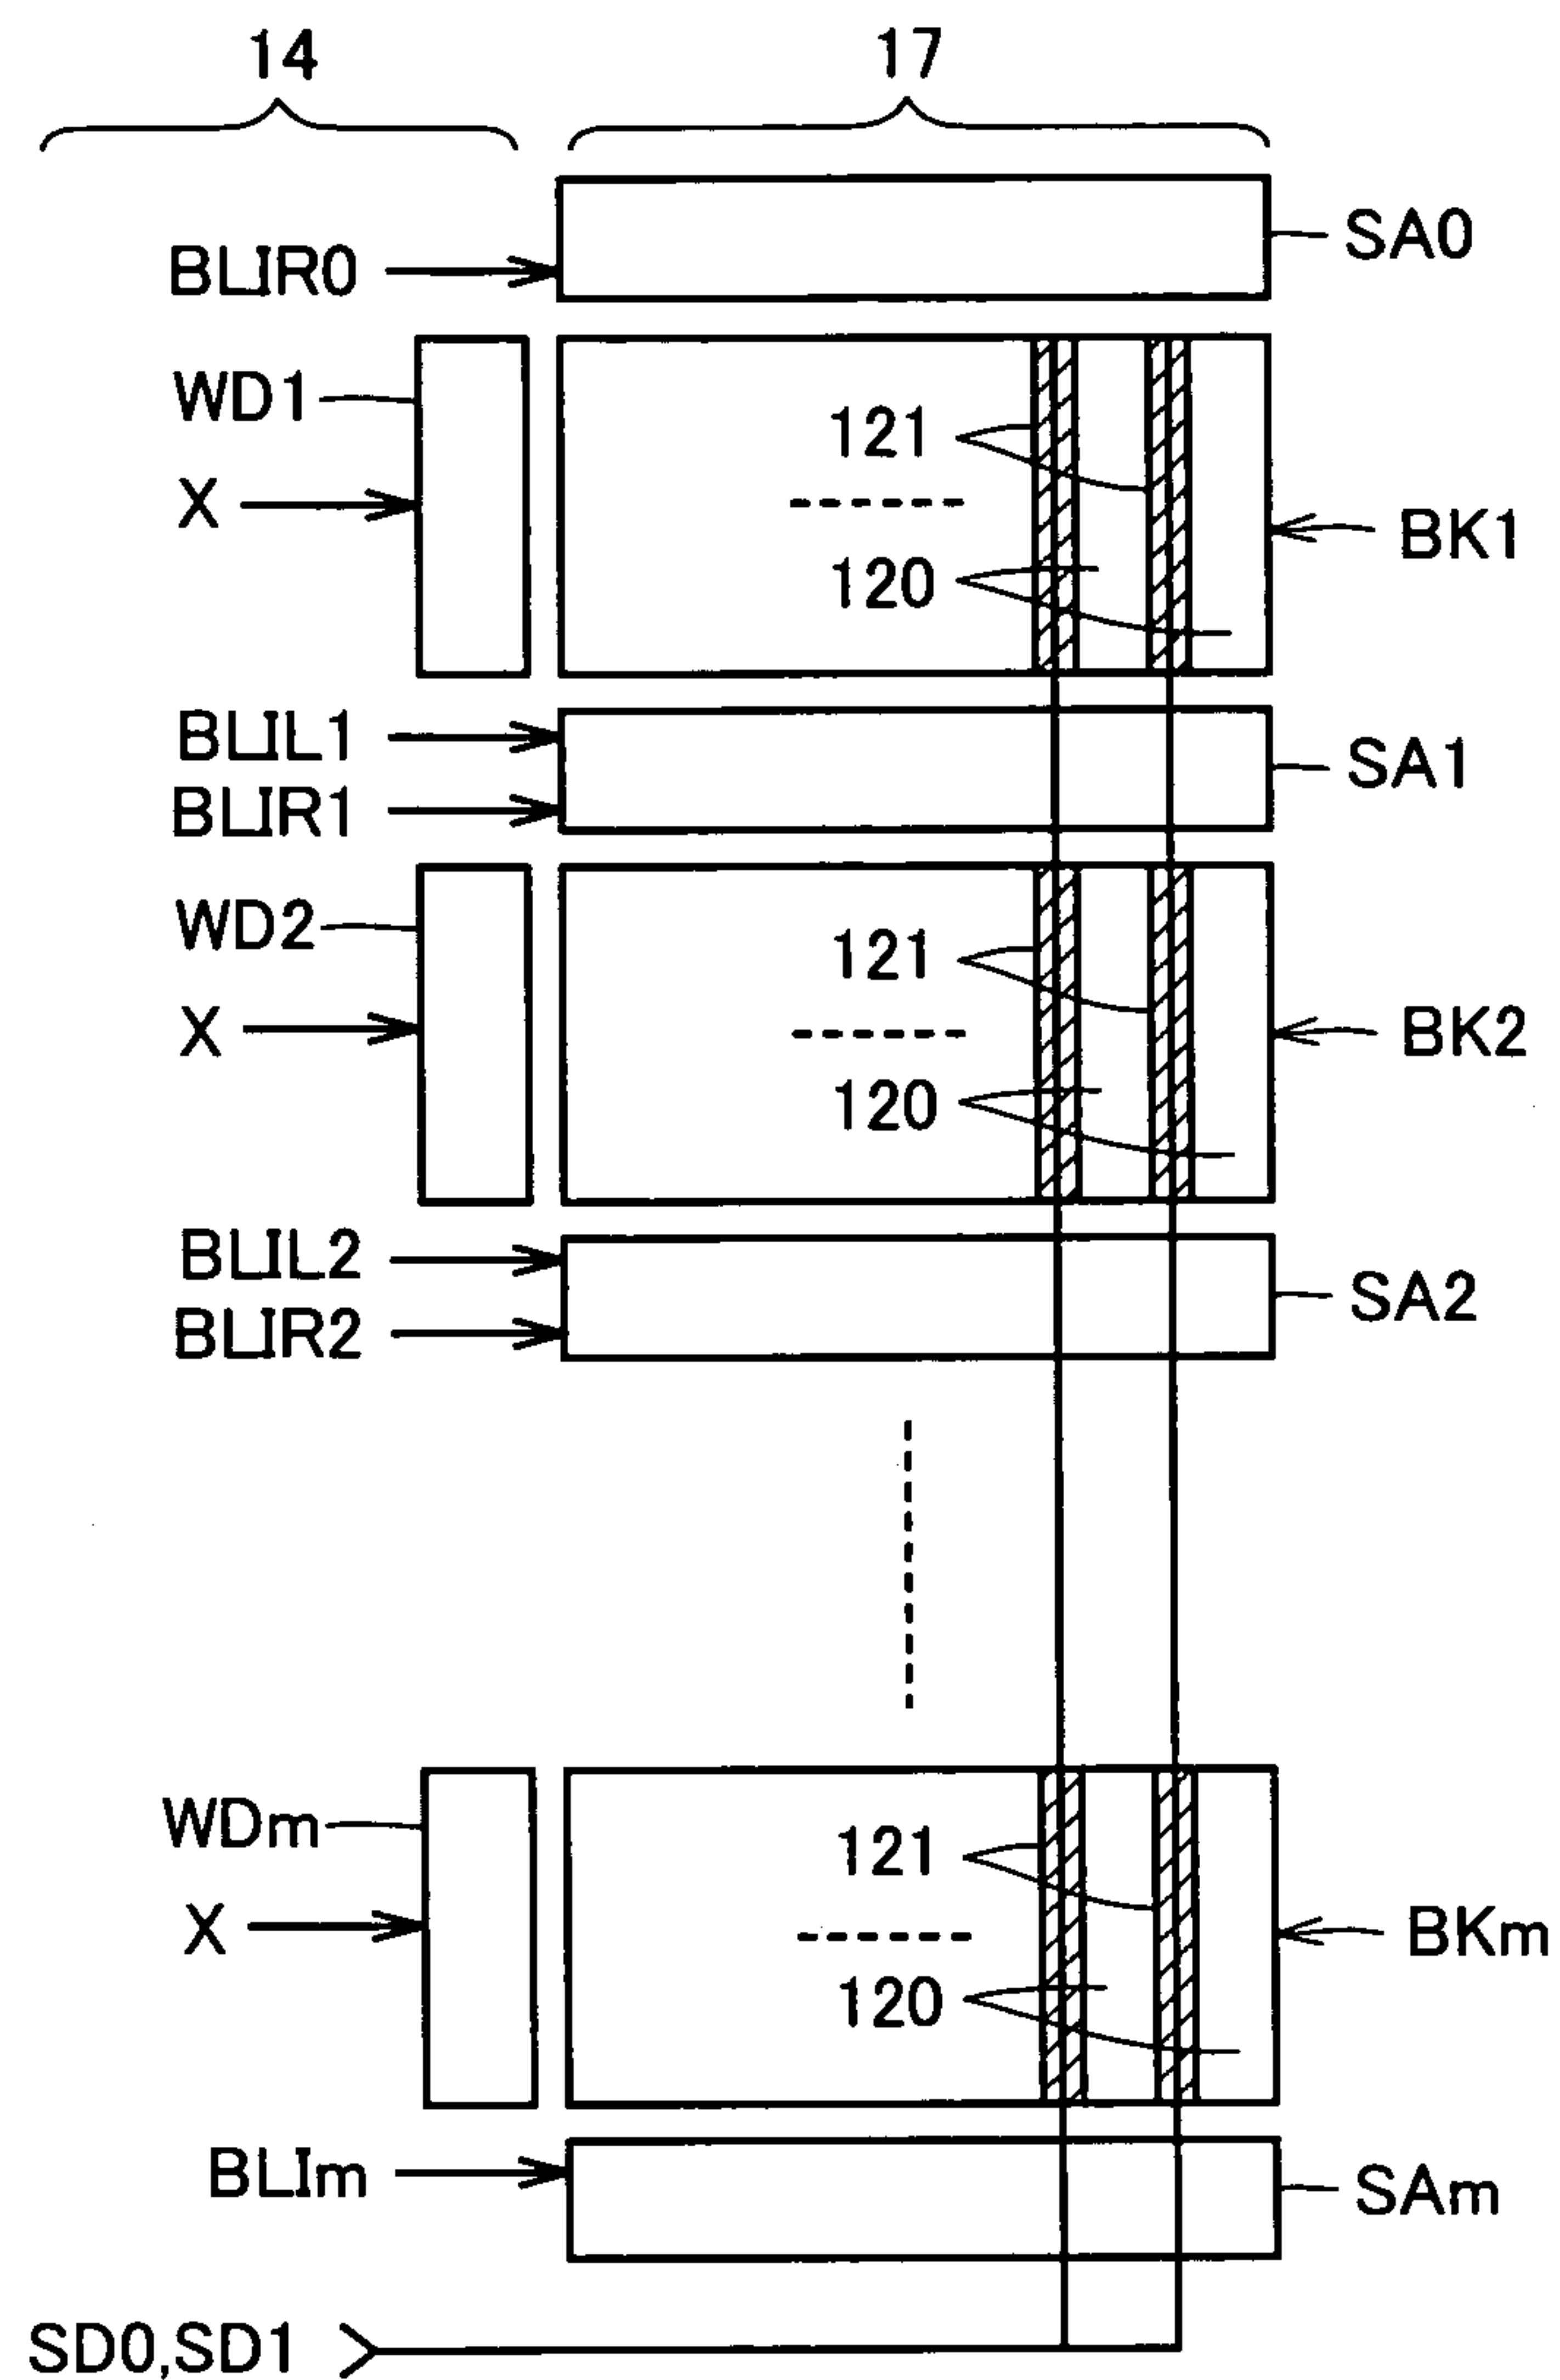 14 17
SA0
BLIR0
WD1
121
X
BK1
120
BLIL1
SA1
BLIR1
WD2
121
X
BK2
120
BLIL2
SA2
BLIR2
WDm
121
X
BKm
120
BLIm
SAm
SD0,SD1